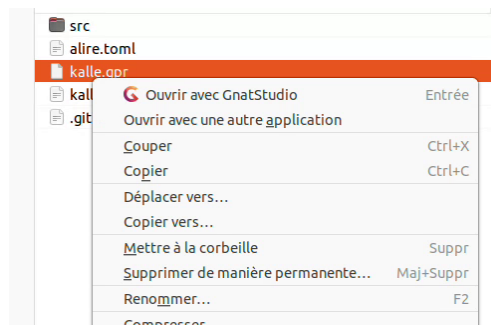 src
alire.toml
kalle.gpr
kall
.git
Ouvrir avec GnatStudio Entrée
Ouvrir avec une autre application
Couper Ctrl+X
Copier Ctrl+C
Déplacer vers...
Copier vers...
Mettre à la corbeille Suppr
Supprimer de manière permanente... Maj+Suppr
Renommer... F2
Compresser